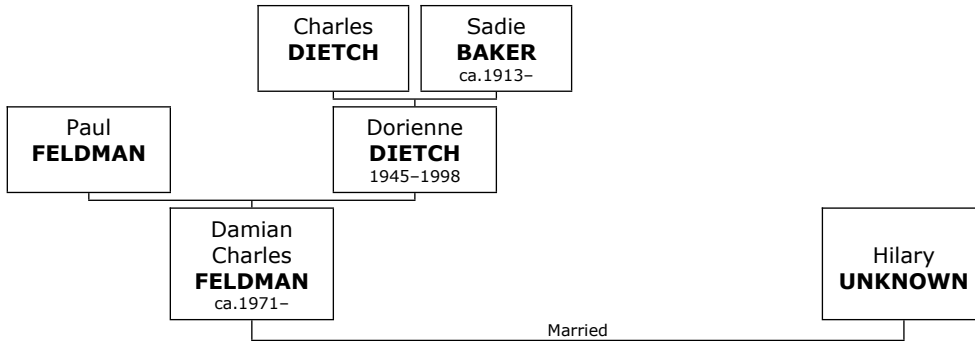 Charles
DIETCH
Sadie
BAKER
ca.1913–
Paul
FELDMAN
Dorienne
DIETCH
1945–1998
Damian
Charles
FELDMAN
ca.1971–
Hilary
UNKNOWN
Married